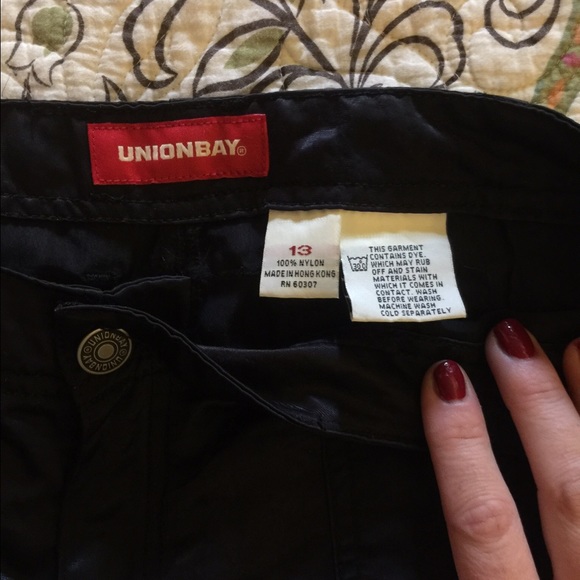 UNIONBAY®
13
100% NYLON
MADE IN HONG KONG
RN 60307
THIS GARMENT
CONTAINS DYE.
WHICH MAY RUB
OFF AND STAIN
MATERIALS WITH
WHICH IT COMES IN
CONTACT. WASH
BEFORE WEARING.
MACHINE WASH
COLD SEPARATELY
UNIONBAY
UNIONBAY